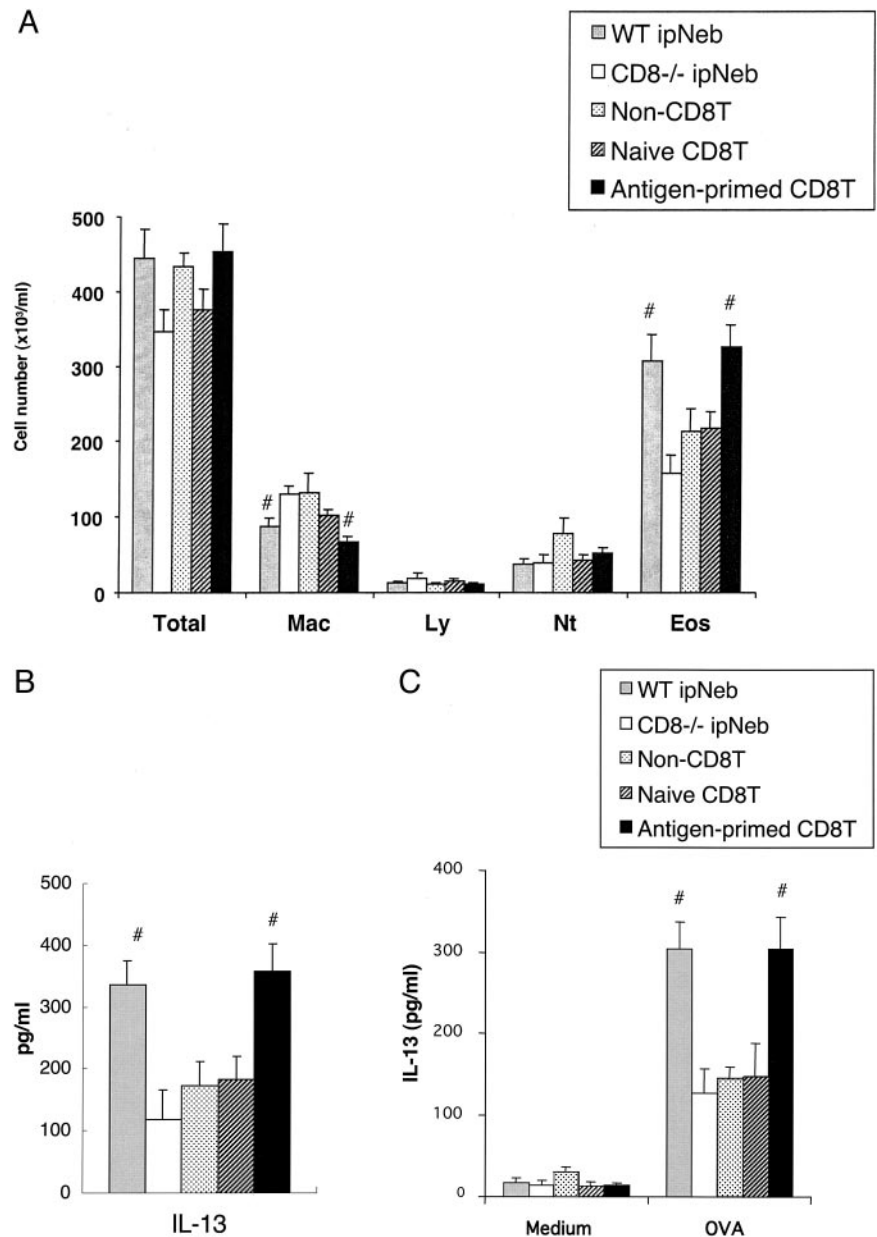 A
WT ipNeb
CD8-/- ipNeb
Non-CD8T
Naive CD8T
Antigen-primed CD8T
Cell number (x10³/ml)
500
400
300
200
100
0
#
#
#
#
Total
Mac
Ly
Nt
Eos
B
pg/ml
500
400
300
200
100
0
#
#
IL-13
C
WT ipNeb
CD8-/- ipNeb
Non-CD8T
Naive CD8T
Antigen-primed CD8T
IL-13 (pg/ml)
400
300
200
100
0
#
#
Medium
OVA